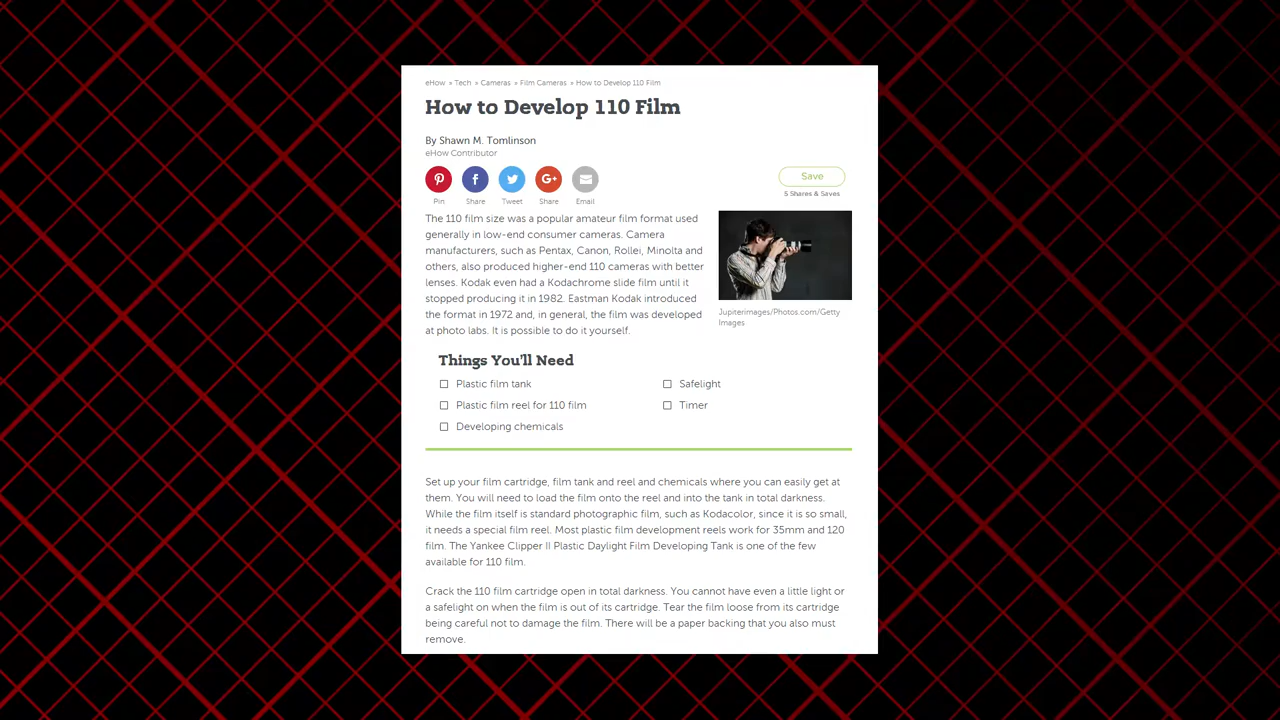 eHow » Tech » Cameras » Film Cameras » How to Develop 110 Film
How to Develop 110 Film
By Shawn M. Tomlinson
eHow Contributor
Pin
Share
Tweet
Share
Email
Save
5 Shares & Saves
The 110 film size was a popular amateur film format used
generally in low-end consumer cameras. Camera
manufacturers, such as Pentax, Canon, Rollei, Minolta and
others, also produced higher-end 110 cameras with better
lenses. Kodak even had a Kodachrome slide film until it
stopped producing it in 1982. Eastman Kodak introduced
the format in 1972 and, in general, the film was developed
at photo labs. It is possible to do it yourself.
Jupiterimages/Photos.com/Getty
Images
Things You'll Need
Plastic film tank
Plastic film reel for 110 film
Developing chemicals
Safelight
Timer
Set up your film cartridge, film tank and reel and chemicals where you can easily get at
them. You will need to load the film onto the reel and into the tank in total darkness.
While the film itself is standard photographic film, such as Kodacolor, since it is so small,
it needs a special film reel. Most plastic film development reels work for 35mm and 120
film. The Yankee Clipper II Plastic Daylight Film Developing Tank is one of the few
available for 110 film.
Crack the 110 film cartridge open in total darkness. You cannot have even a little light or
a safelight on when the film is out of its cartridge. Tear the film loose from its cartridge
being careful not to damage the film. There will be a paper backing that you also must
remove.